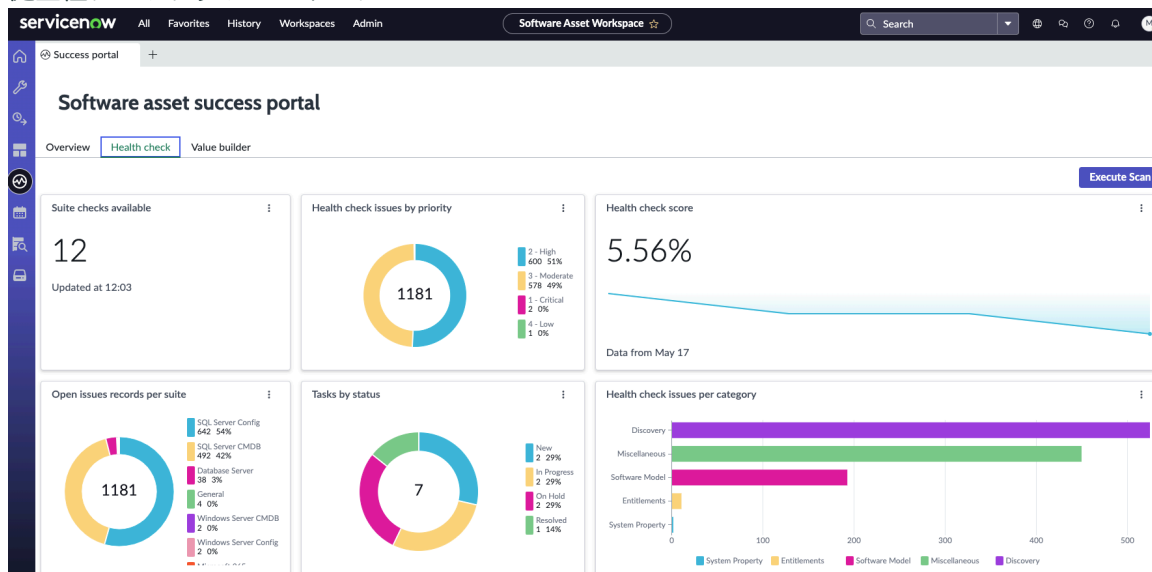 servicenow All Favorites History Workspaces Admin Software Asset Workspace Search M
Success portal +
Software asset success portal
Overview Health check Value builder
Execute Scan
Suite checks available
12
Updated at 12:03
Health check issues by priority
1181
2 - High
600 51%
3 - Moderate
578 49%
1 - Critical
2 0%
4 - Low
1 0%
Health check score
5.56%
Data from May 17
Open issues records per suite
1181
SQL Server Config
642 54%
SQL Server CMDB
492 42%
Database Server
38 3%
General
4 0%
Windows Server CMDB
2 0%
Windows Server Config
2 0%
Tasks by status
7
New
2 29%
In Progress
2 29%
On Hold
2 29%
Resolved
1 14%
Health check issues per category
Discovery
Miscellaneous
Software Model
Entitlements
System Property
0 100 200 300 400 500
System Property Entitlements Software Model Miscellaneous Discovery